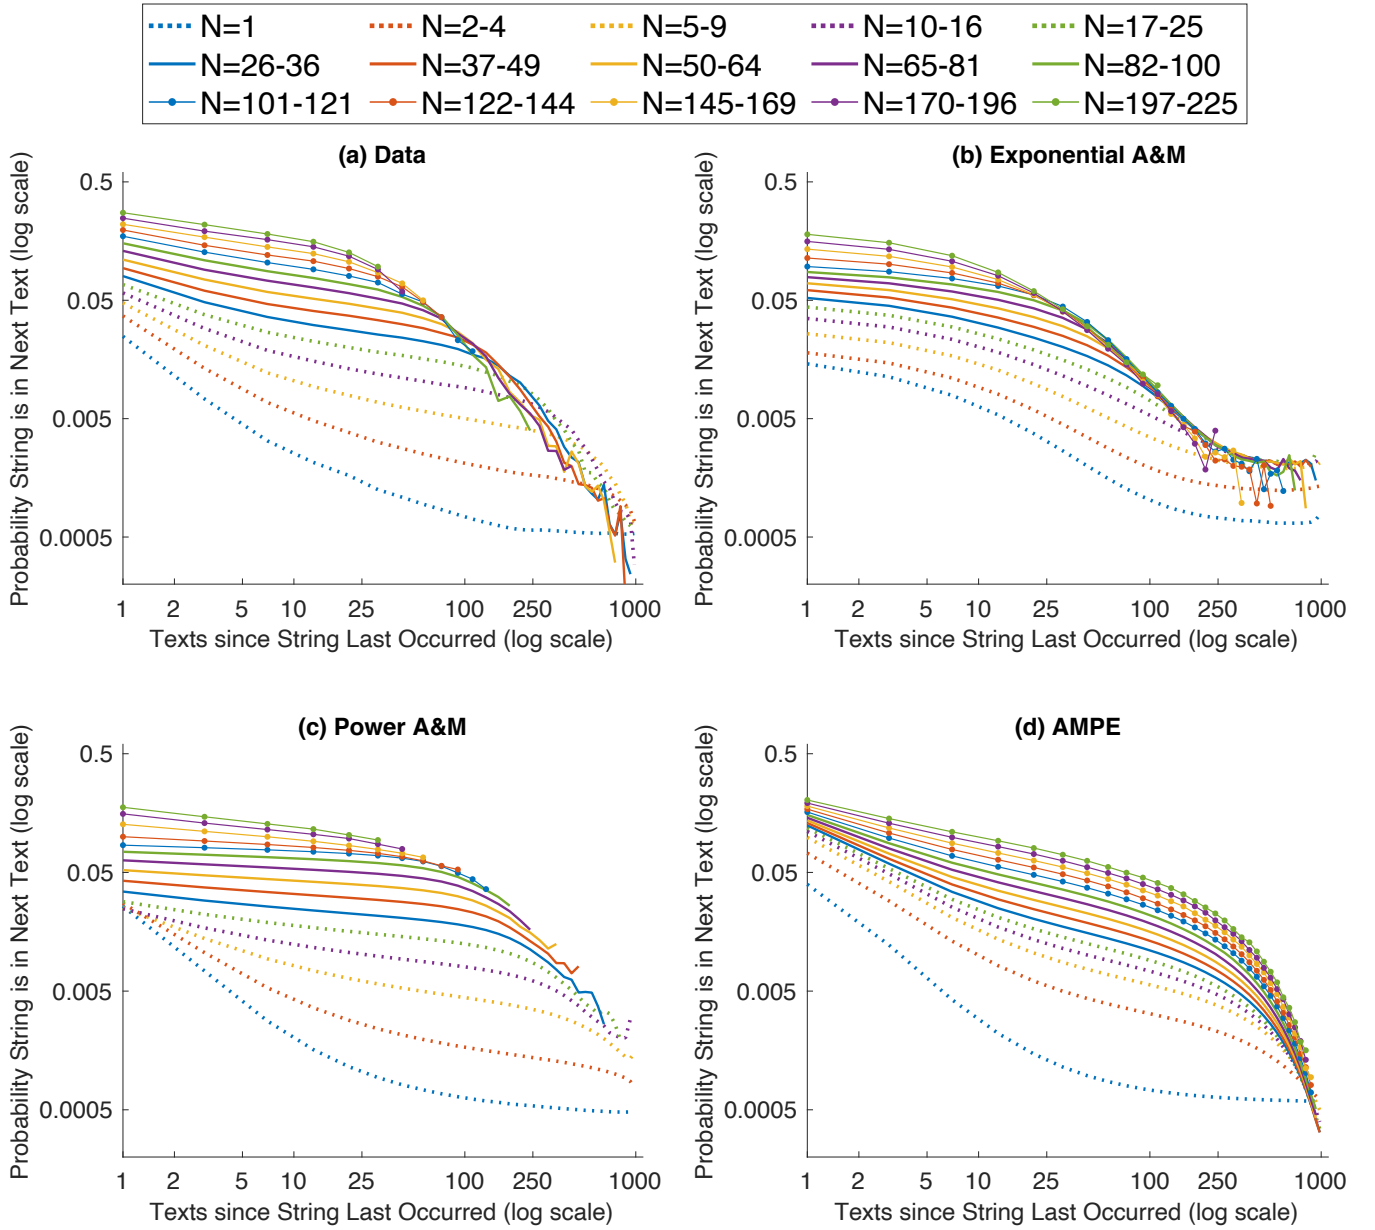 N=1 N=2-4 N=5-9 N=10-16 N=17-25
N=26-36 N=37-49 N=50-64 N=65-81 N=82-100
N=101-121 N=122-144 N=145-169 N=170-196 N=197-225
(a) Data
Probability String is in Next Text (log scale)
0.5
0.05
0.005
0.0005
1 2 5 10 25 100 250 1000
Texts since String Last Occurred (log scale)
(b) Exponential A&M
Probability String is in Next Text (log scale)
0.5
0.05
0.005
0.0005
1 2 5 10 25 100 250 1000
Texts since String Last Occurred (log scale)
(c) Power A&M
Probability String is in Next Text (log scale)
0.5
0.05
0.005
0.0005
1 2 5 10 25 100 250 1000
Texts since String Last Occurred (log scale)
(d) AMPE
Probability String is in Next Text (log scale)
0.5
0.05
0.005
0.0005
1 2 5 10 25 100 250 1000
Texts since String Last Occurred (log scale)